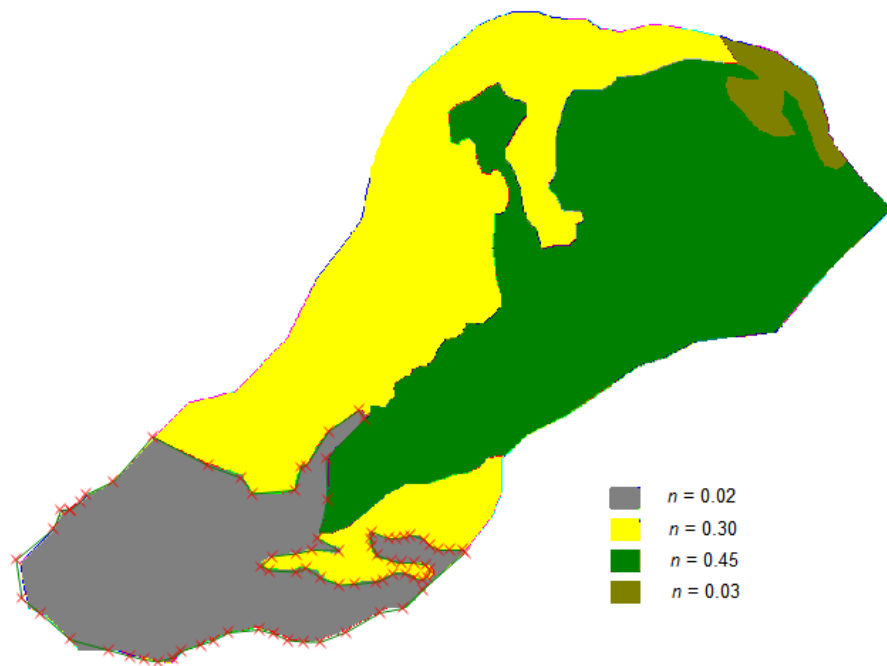 n = 0.02
n = 0.30
n = 0.45
n = 0.03